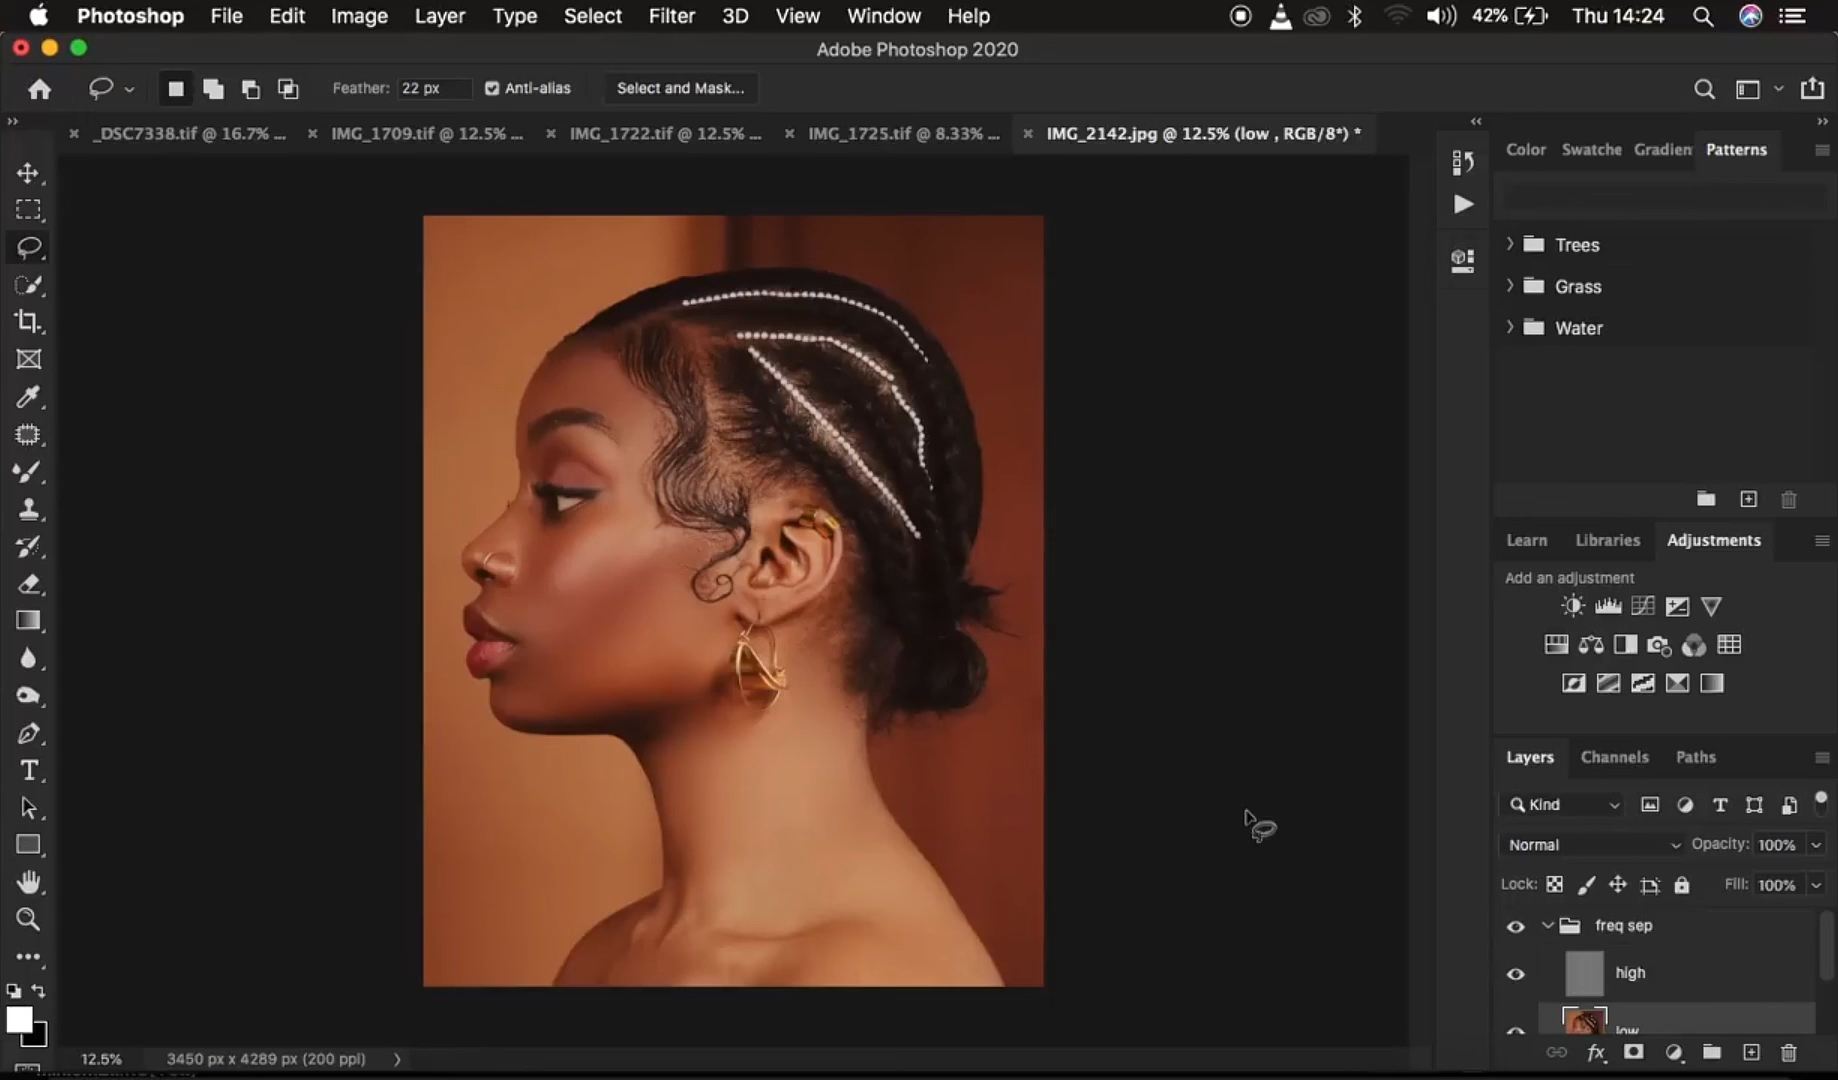 Photoshop File Edit Image Layer Type Select Filter 3D View Window Help 42% Thu 14:24
Adobe Photoshop 2020
Feather: 22 px Anti-alias Select and Mask...
_DSC7338.tif @ 16.7% ... IMG_1709.tif @ 12.5% ... IMG_1722.tif @ 12.5% ... IMG_1725.tif @ 8.33% ... IMG_2142.jpg @ 12.5% (low , RGB/8*) *
Color Swatche Gradien Patterns
Trees
Grass
Water
Learn Libraries Adjustments
Add an adjustment
Layers Channels Paths
Kind
Normal Opacity: 100%
Lock: Fill: 100%
freq sep
high
low
12.5% 3450 px x 4289 px (200 ppi)